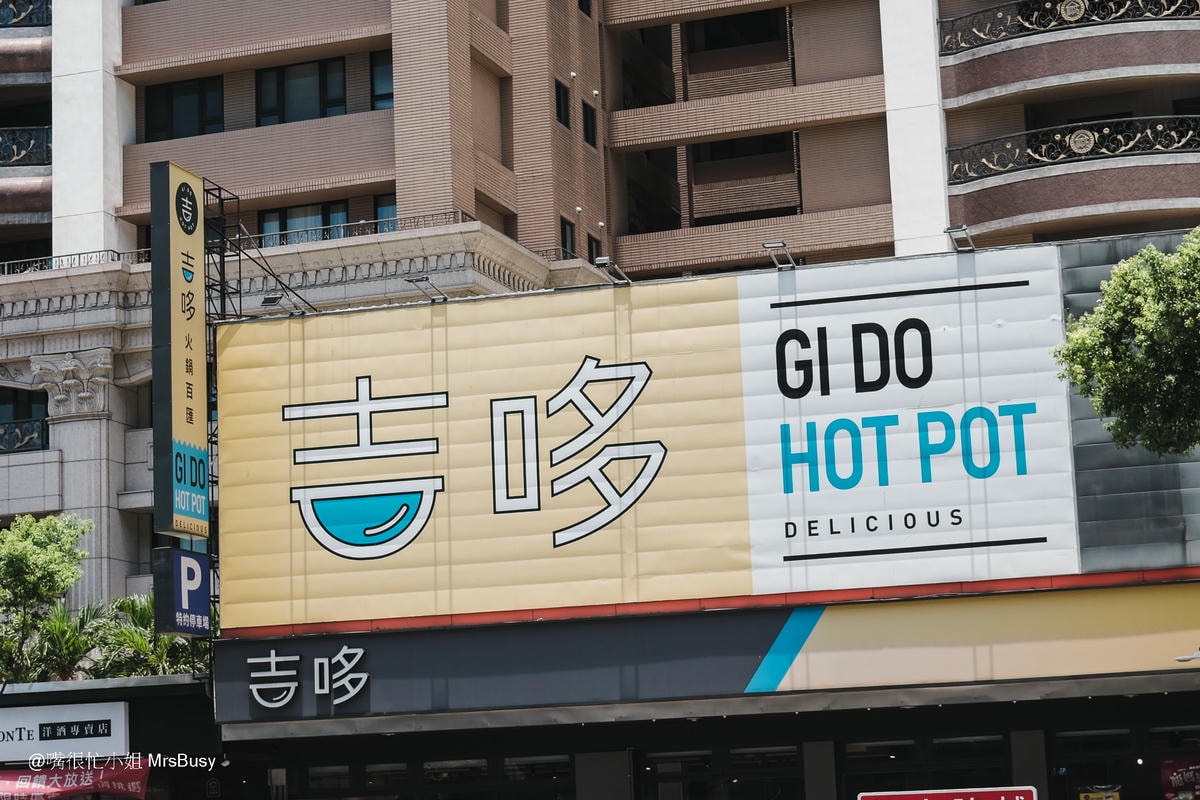 吉
吉哆火鍋百匯
GI DO
HOT POT
DELICIOUS
P
特約停車場
吉哆
GI DO
HOT POT
DELICIOUS
吉哆
ONTE 洋酒專賣店
回饋大放送！
@嘴很忙小姐 MrsBusy